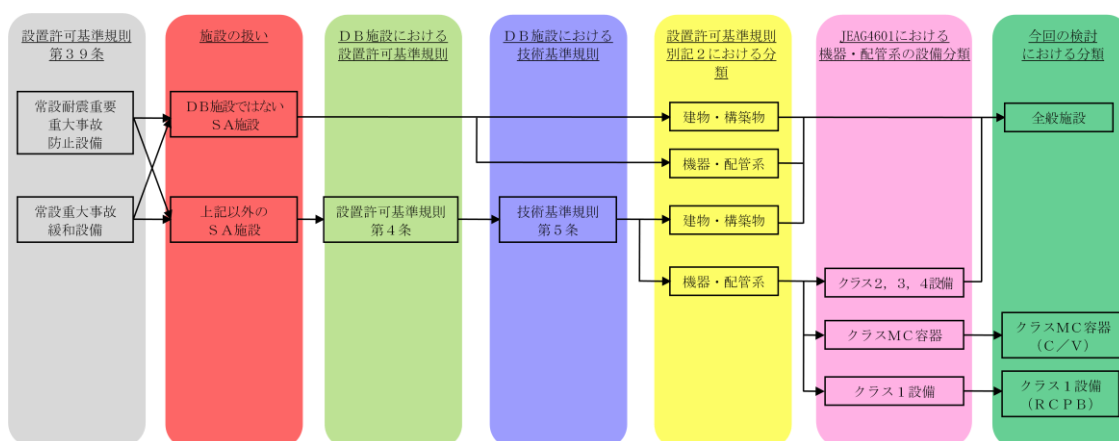 設置許可基準規則
第39条
常設耐震重要
重大事故
防止設備
常設重大事故
緩和設備
施設の扱い
DB施設ではない
SA施設
上記以外の
SA施設
DB施設における
設置許可基準規則
設置許可基準規則
第4条
DB施設における
技術基準規則
技術基準規則
第5条
設置許可基準規則
別記2における分
類
建物・構築物
機器・配管系
建物・構築物
機器・配管系
JEAG4601における
機器・配管系の設備分類
クラス2,3,4設備
クラスMC容器
クラス1設備
今回の検討
における分類
全般施設
クラスMC容器
(C/V)
クラス1設備
(RCPB)